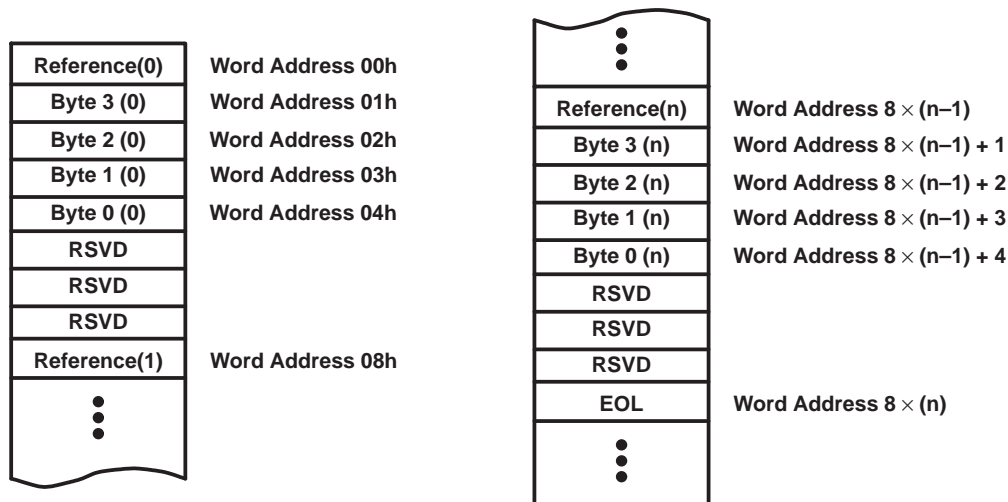 Reference(0) Word Address 00h
Byte 3 (0) Word Address 01h
Byte 2 (0) Word Address 02h
Byte 1 (0) Word Address 03h
Byte 0 (0) Word Address 04h
RSVD
RSVD
RSVD
Reference(1) Word Address 08h
Reference(n) Word Address 8 × (n–1)
Byte 3 (n) Word Address 8 × (n–1) + 1
Byte 2 (n) Word Address 8 × (n–1) + 2
Byte 1 (n) Word Address 8 × (n–1) + 3
Byte 0 (n) Word Address 8 × (n–1) + 4
RSVD
RSVD
RSVD
EOL Word Address 8 × (n)